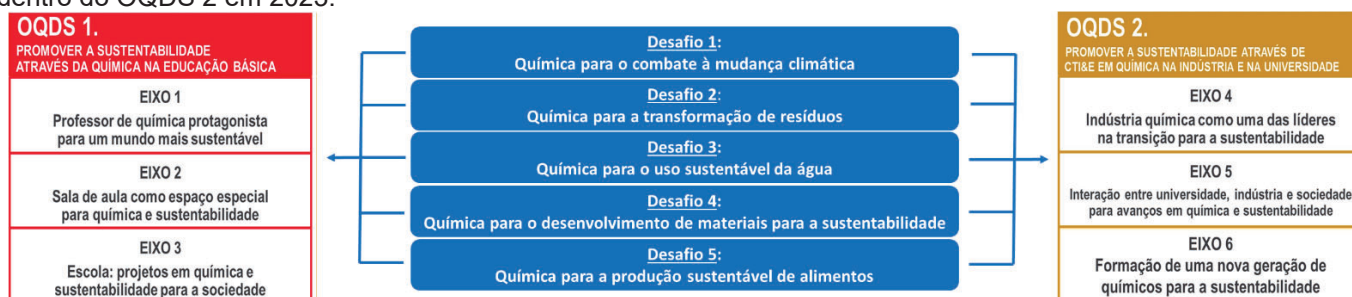 dentro do OQDS 2 em 2025.
OQDS 1.
PROMOVER A SUSTENTABILIDADE
ATRAVÉS DA QUÍMICA NA EDUCAÇÃO BÁSICA
EIXO 1
Professor de química protagonista
para um mundo mais sustentável
EIXO 2
Sala de aula como espaço especial
para química e sustentabilidade
EIXO 3
Escola: projetos em química e
sustentabilidade para a sociedade
Desafio 1:
Química para o combate à mudança climática
Desafio 2:
Química para a transformação de resíduos
Desafio 3:
Química para o uso sustentável da água
Desafio 4:
Química para o desenvolvimento de materiais para a sustentabilidade
Desafio 5:
Química para a produção sustentável de alimentos
OQDS 2.
PROMOVER A SUSTENTABILIDADE ATRAVÉS DE
CTI&E EM QUÍMICA NA INDÚSTRIA E NA UNIVERSIDADE
EIXO 4
Indústria química como uma das líderes
na transição para a sustentabilidade
EIXO 5
Interação entre universidade, indústria e sociedade
para avanços em química e sustentabilidade
EIXO 6
Formação de uma nova geração de
químicos para a sustentabilidade